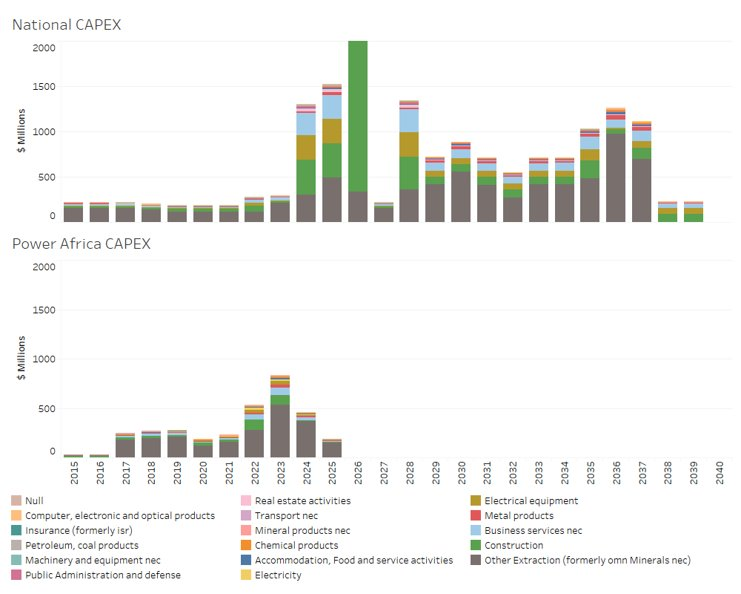 National CAPEX
2000
1500
1000
500
0
$ Millions
Power Africa CAPEX
2000
1500
1000
500
0
$ Millions
2015 2016 2017 2018 2019 2020 2021 2022 2023 2024 2025 2026 2027 2028 2029 2030 2031 2032 2033 2034 2035 2036 2037 2038 2039 2040
Null Real estate activities Electrical equipment
Computer, electronic and optical products Transport nec Metal products
Insurance (formerly isr) Mineral products nec Business services nec
Petroleum, coal products Chemical products Construction
Machinery and equipment nec Accommodation, Food and service activities Other Extraction (formerly omn Minerals nec)
Public Administration and defense Electricity